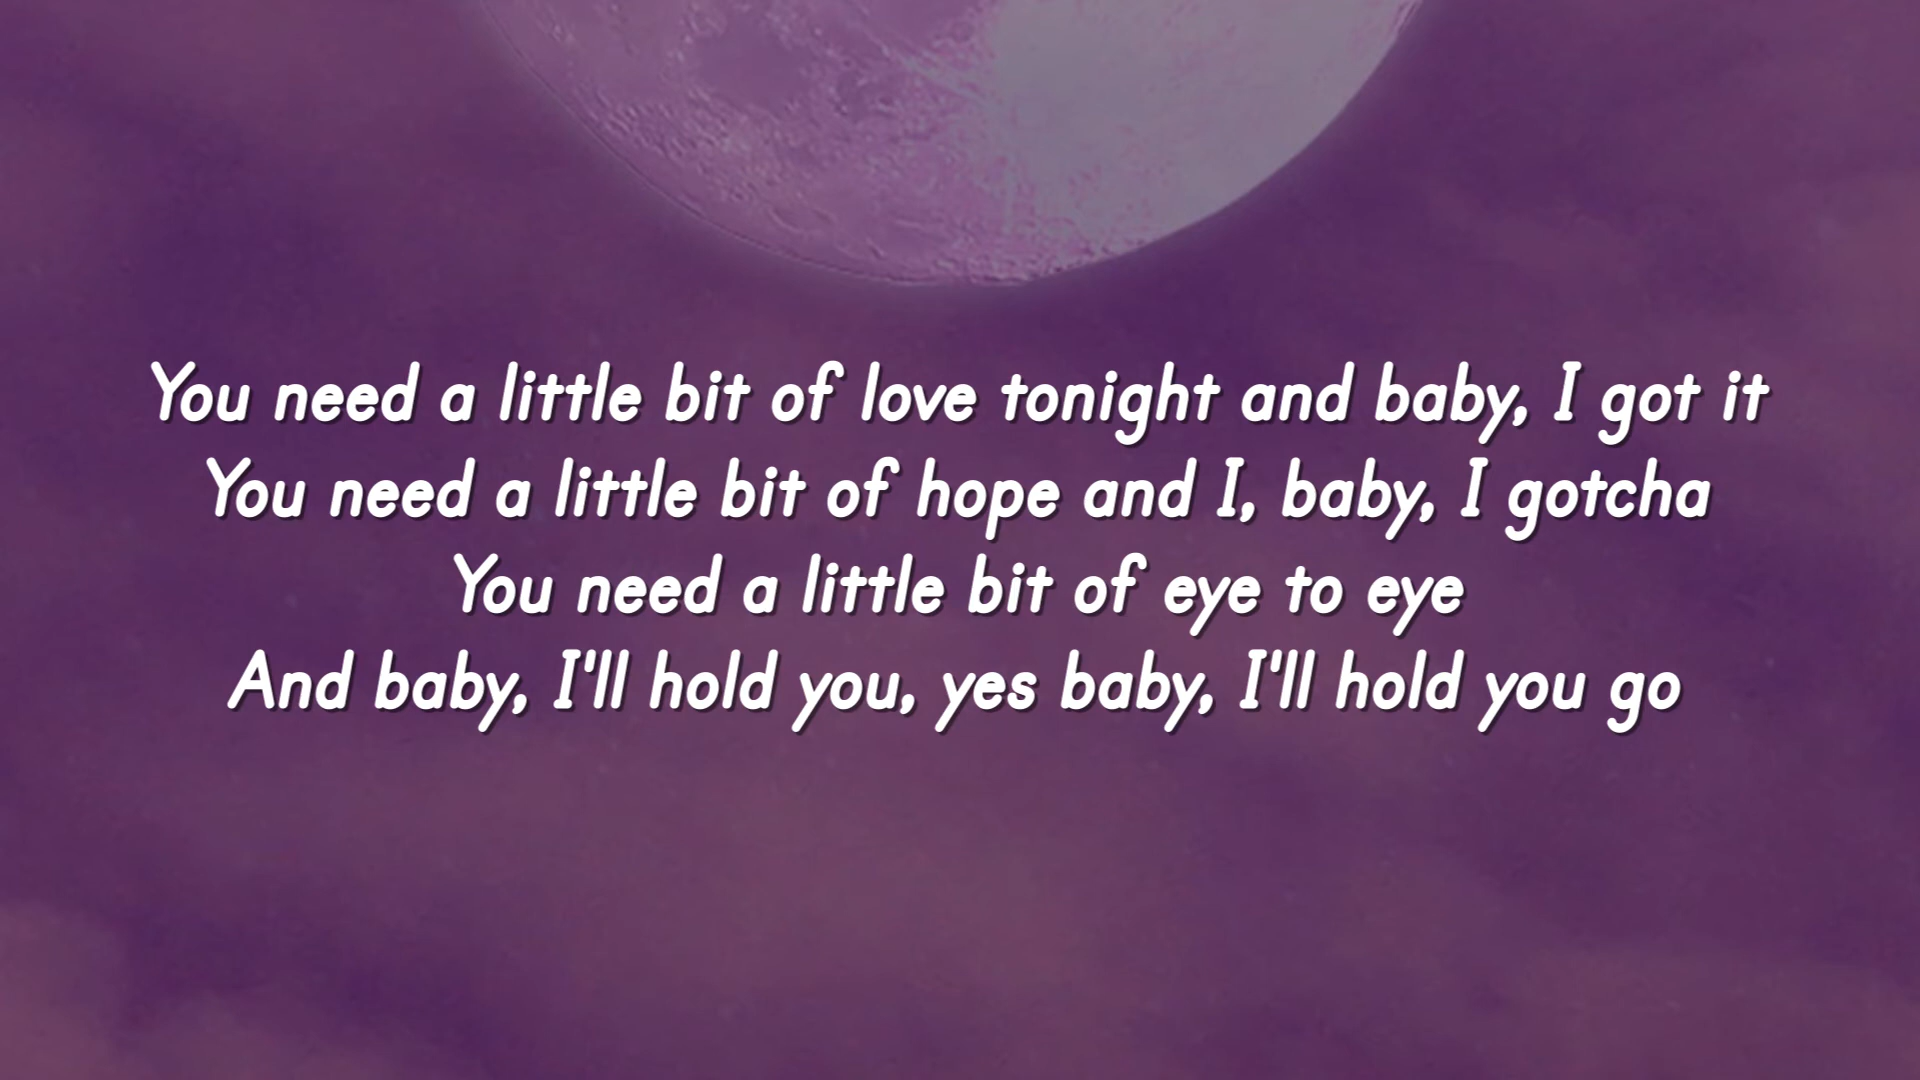 You need a little bit of love tonight and baby, I got it
You need a little bit of hope and I, baby, I gotcha
You need a little bit of eye to eye
And baby, I'll hold you, yes baby, I'll hold you go